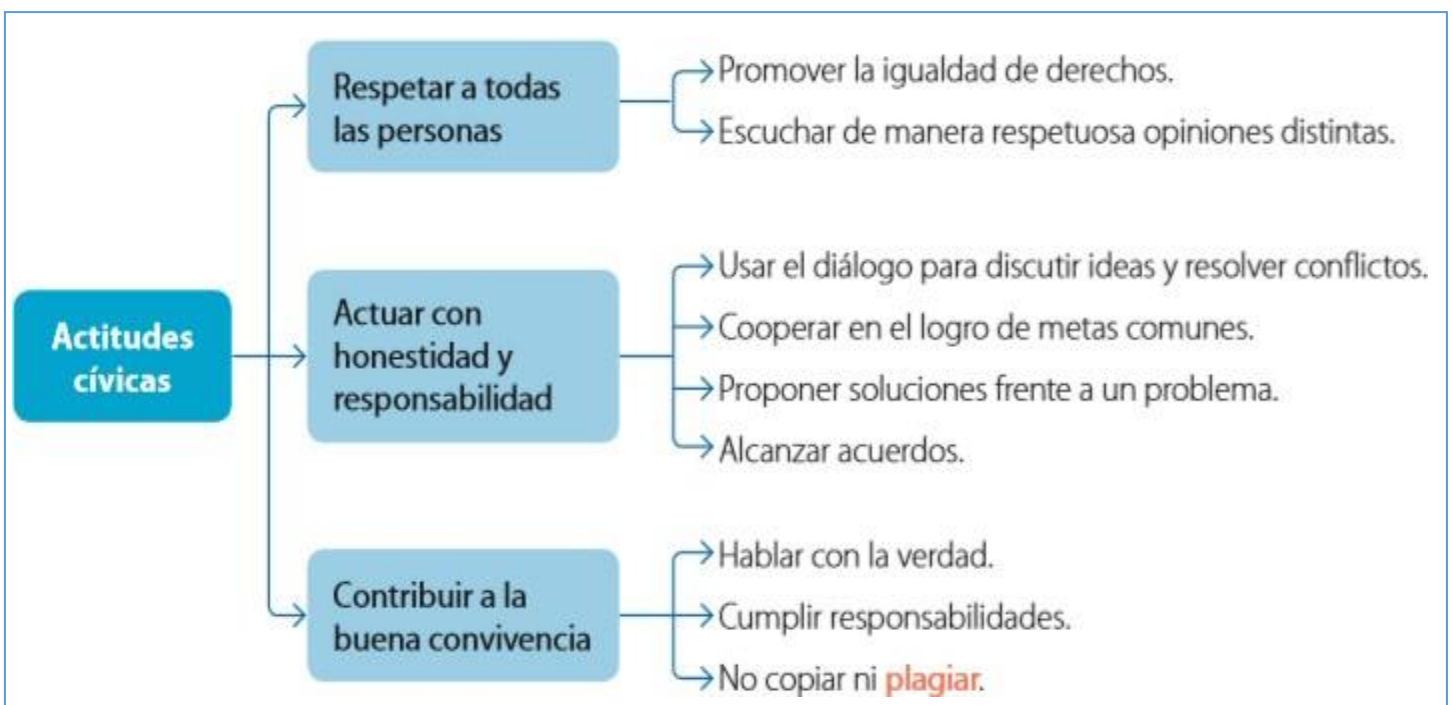 Actitudes
cívicas
Respetar a todas
las personas
Promover la igualdad de derechos.
Escuchar de manera respetuosa opiniones distintas.
Actuar con
honestidad y
responsabilidad
Usar el diálogo para discutir ideas y resolver conflictos.
Cooperar en el logro de metas comunes.
Proponer soluciones frente a un problema.
Alcanzar acuerdos.
Contribuir a la
buena convivencia
Hablar con la verdad.
Cumplir responsabilidades.
No copiar ni plagiar.